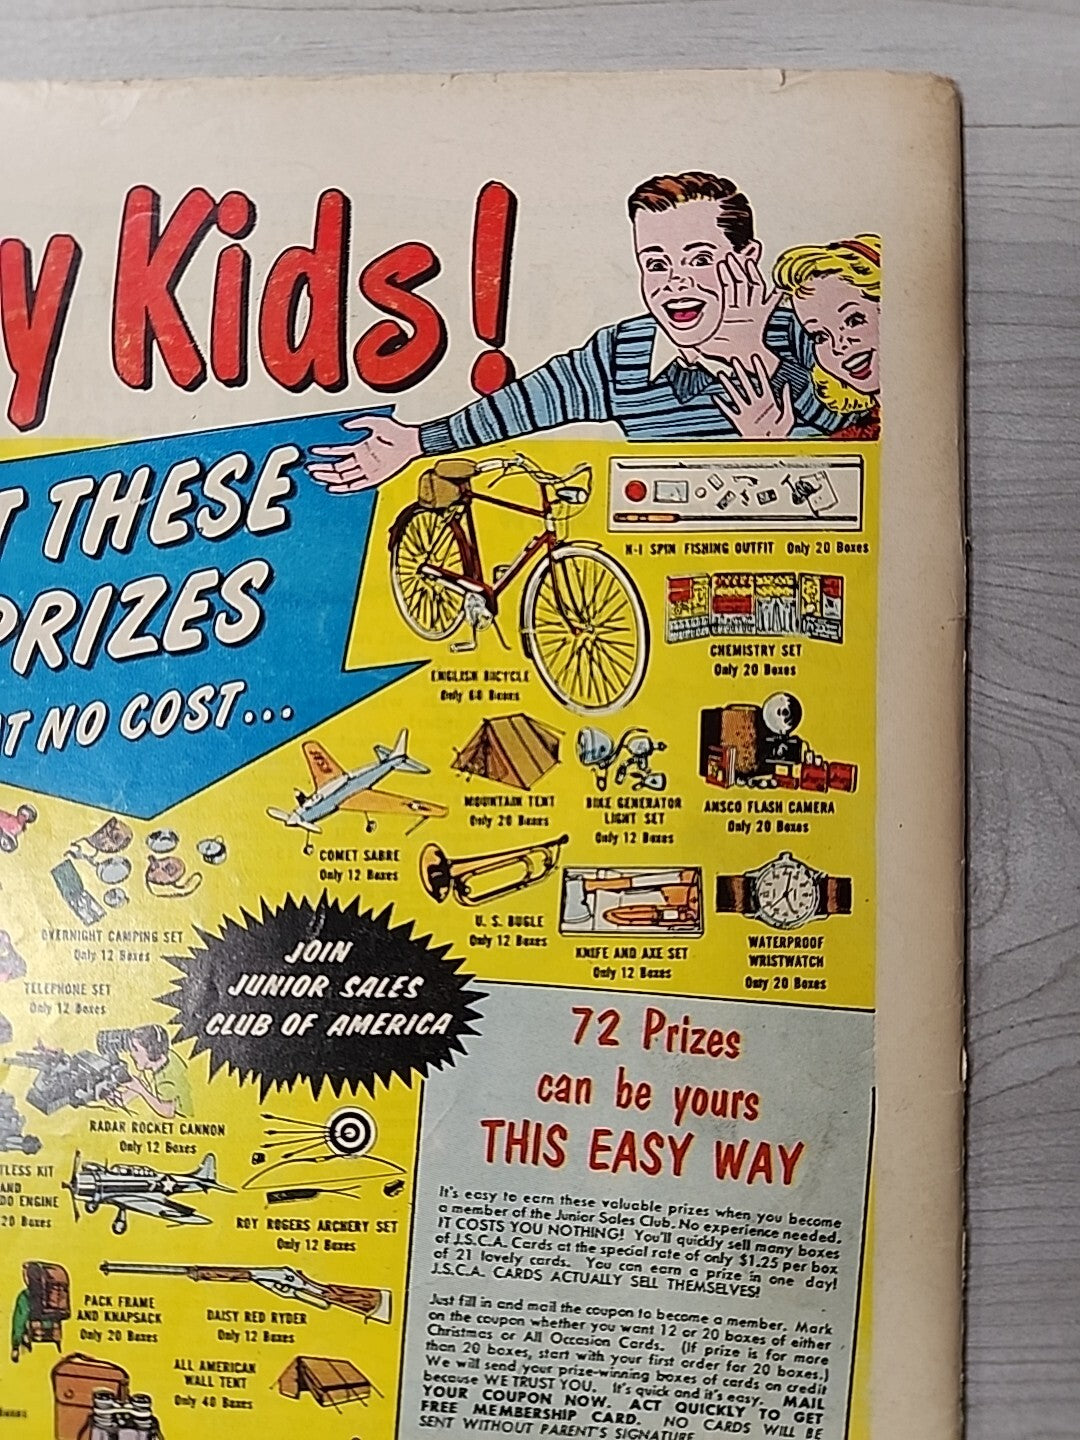 Kids!
THESE
PRIZES
AT NO COST...
N-1 SPIN FISHING OUTFIT Only 20 Boxes
CHEMISTRY SET
Only 20 Boxes
ENGLISH BICYCLE
Only 60 Boxes
MOUNTAIN TENT
Only 20 Boxes
BIKE GENERATOR
LIGHT SET
Only 12 Boxes
ANSCO FLASH CAMERA
Only 20 Boxes
COMET SABRE
Only 12 Boxes
U. S. BUGLE
Only 12 Boxes
KNIFE AND AXE SET
Only 12 Boxes
WATERPROOF
WRISTWATCH
Only 20 Boxes
OVERNIGHT CAMPING SET
Only 12 Boxes
TELEPHONE SET
Only 12 Boxes
JOIN
JUNIOR SALES
CLUB OF AMERICA
RADAR ROCKET CANNON
Only 12 Boxes
TLESS KIT
AND
ENGINE
20 Boxes
ROY ROGERS ARCHERY SET
Only 12 Boxes
PACK FRAME
AND KNAPSACK
Only 20 Boxes
DAISY RED RYDER
Only 12 Boxes
ALL AMERICAN
WALL TENT
Only 40 Boxes
Boxes
72 Prizes
can be yours
THIS EASY WAY
It's easy to earn these valuable prizes when you become
a member of the Junior Sales Club. No experience needed.
IT COSTS YOU NOTHING! You'll quickly sell many boxes
of J.S.C.A. Cards at the special rate of only $1.25 per box
of 21 lovely cards. You can earn a prize in one day!
J.S.C.A. CARDS ACTUALLY SELL THEMSELVES!
Just fill in and mail the coupon to become a member. Mark
on the coupon whether you want 12 or 20 boxes of either
Christmas or All Occasion Cards. (If prize is for more
than 20 boxes, start with your first order for 20 boxes.)
We will send your prize-winning boxes of cards on credit
because WE TRUST YOU. It's quick and it's easy. MAIL
YOUR COUPON NOW. ACT QUICKLY TO GET
FREE MEMBERSHIP CARD. NO CARDS WILL BE
SENT WITHOUT PARENT'S SIGNATURE